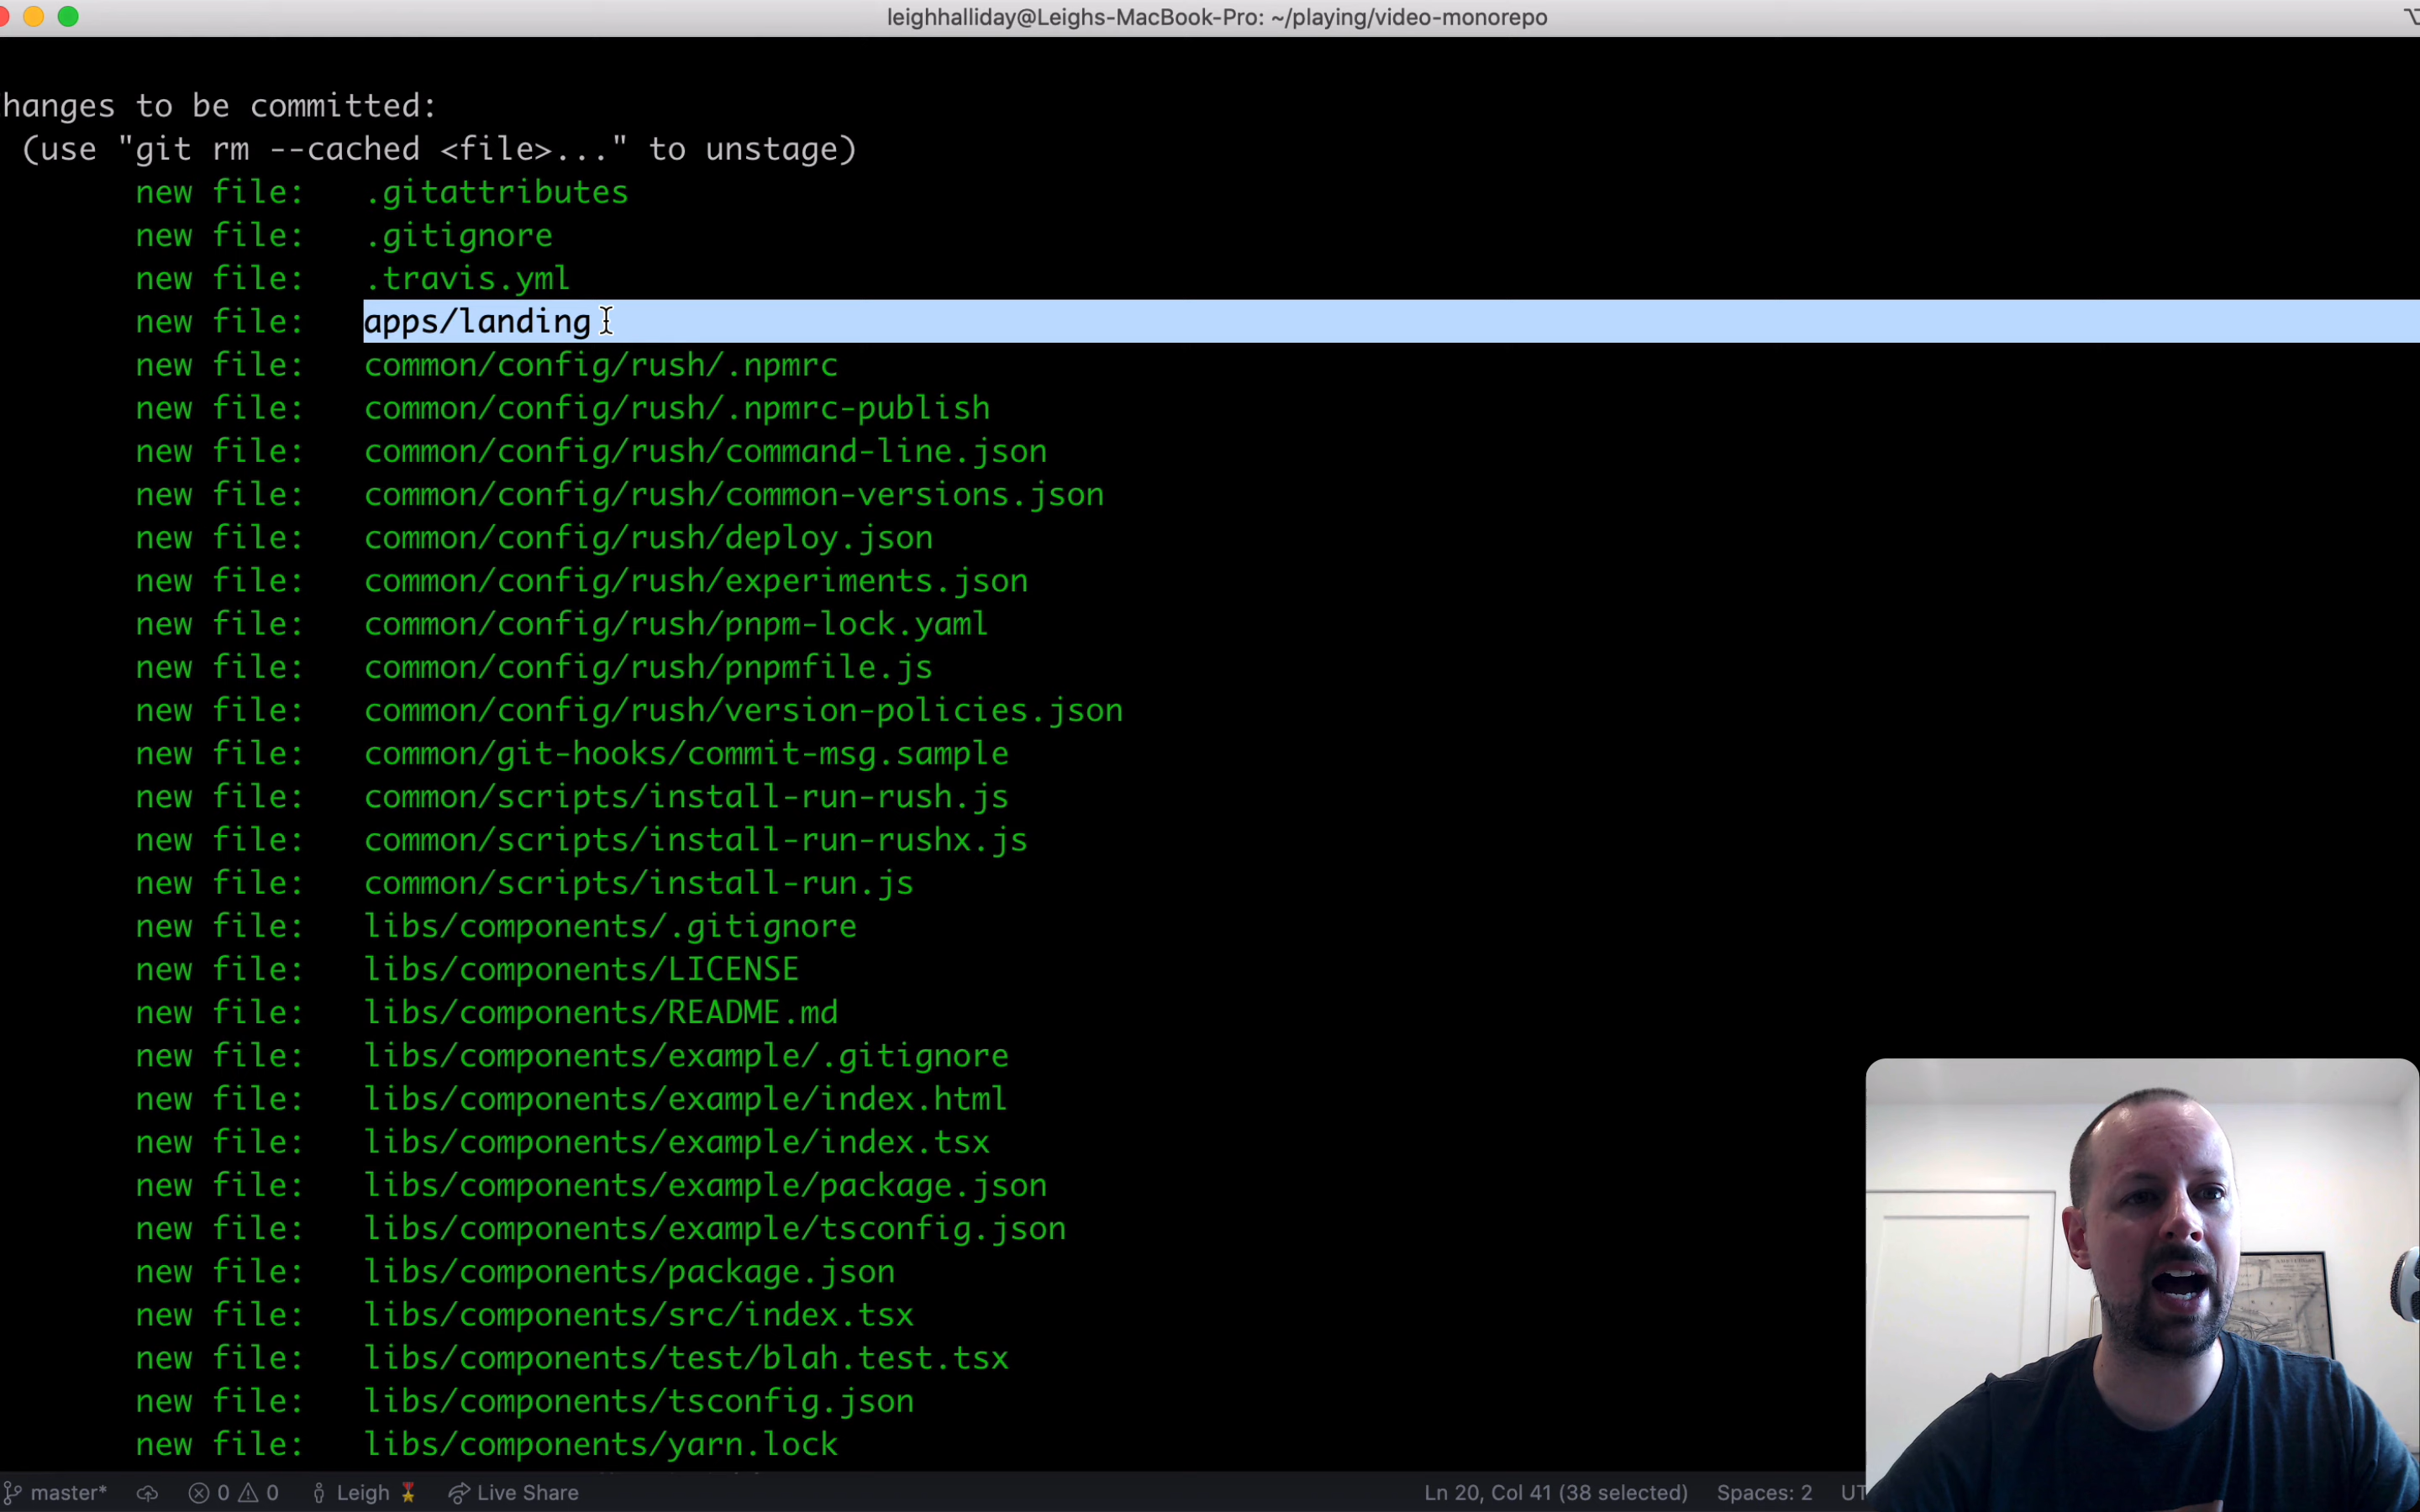 leighhalliday@Leighs-MacBook-Pro: ~/playing/video-monorepo
hanges to be committed:
(use "git rm --cached <file>..." to unstage)
new file: .gitattributes
new file: .gitignore
new file: .travis.yml
new file: apps/landing
new file: common/config/rush/.npmrc
new file: common/config/rush/.npmrc-publish
new file: common/config/rush/command-line.json
new file: common/config/rush/common-versions.json
new file: common/config/rush/deploy.json
new file: common/config/rush/experiments.json
new file: common/config/rush/pnpm-lock.yaml
new file: common/config/rush/pnpmfile.js
new file: common/config/rush/version-policies.json
new file: common/git-hooks/commit-msg.sample
new file: common/scripts/install-run-rush.js
new file: common/scripts/install-run-rushx.js
new file: common/scripts/install-run.js
new file: libs/components/.gitignore
new file: libs/components/LICENSE
new file: libs/components/README.md
new file: libs/components/example/.gitignore
new file: libs/components/example/index.html
new file: libs/components/example/index.tsx
new file: libs/components/example/package.json
new file: libs/components/example/tsconfig.json
new file: libs/components/package.json
new file: libs/components/src/index.tsx
new file: libs/components/test/blah.test.tsx
new file: libs/components/tsconfig.json
new file: libs/components/yarn.lock
master* 0 0 Leigh Live Share Ln 20, Col 41 (38 selected) Spaces: 2 UT